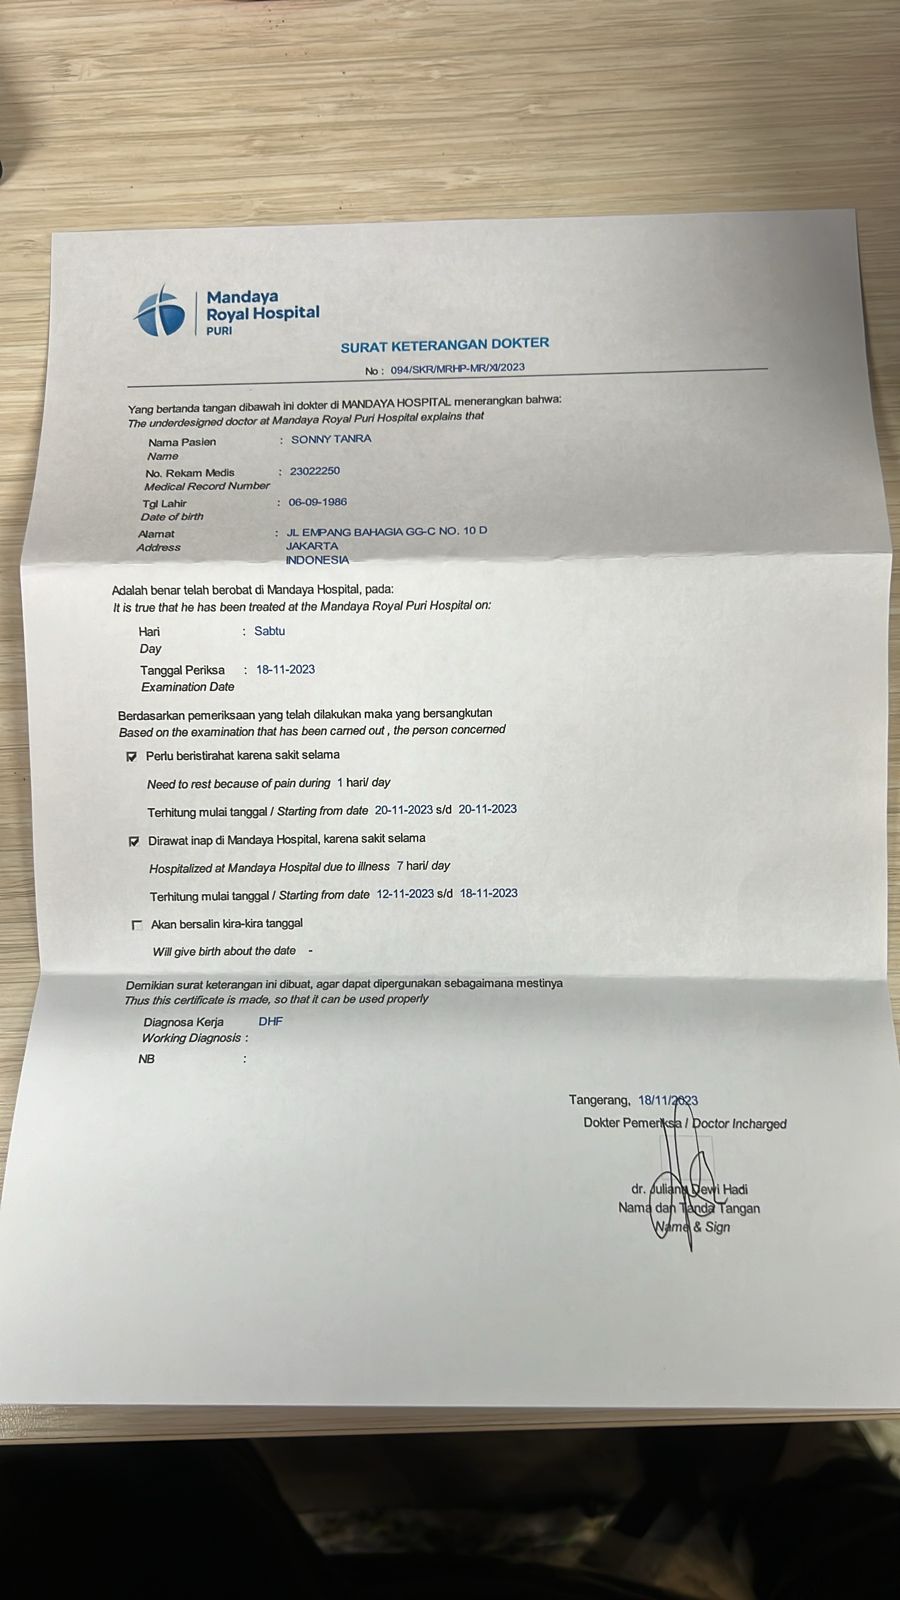 Mandaya
Royal Hospital
PURI
SURAT KETERANGAN DOKTER
No : 094/SKR/MRHP-MR/XI/2023
Yang bertanda tangan dibawah ini dokter di MANDAYA HOSPITAL menerangkan bahwa:
The underdesigned doctor at Mandaya Royal Puri Hospital explains that
Nama Pasien : SONNY TANRA
Name
No. Rekam Medis : 23022250
Medical Record Number
Tgl Lahir : 06-09-1986
Date of birth
Alamat : JL EMPANG BAHAGIA GG-C NO. 10 D
Address JAKARTA
INDONESIA
Adalah benar telah berobat di Mandaya Hospital, pada:
It is true that he has been treated at the Mandaya Royal Puri Hospital on:
Hari : Sabtu
Day
Tanggal Periksa : 18-11-2023
Examination Date
Berdasarkan pemeriksaan yang telah dilakukan maka yang bersangkutan
Based on the examination that has been carried out , the person concerned
Perlu beristirahat karena sakit selama
Need to rest because of pain during 1 hari/ day
Terhitung mulai tanggal / Starting from date 20-11-2023 s/d 20-11-2023
Dirawat inap di Mandaya Hospital, karena sakit selama
Hospitalized at Mandaya Hospital due to illness 7 hari/ day
Terhitung mulai tanggal / Starting from date 12-11-2023 s/d 18-11-2023
Akan bersalin kira-kira tanggal
Will give birth about the date -
Demikian surat keterangan ini dibuat, agar dapat dipergunakan sebagaimana mestinya
Thus this certificate is made, so that it can be used properly
Diagnosa Kerja DHF
Working Diagnosis :
NB :
Tangerang, 18/11/2023
Dokter Pemeriksa / Doctor Incharged
dr. Juliana Dewi Hadi
Nama dan Tanda Tangan
Name & Sign